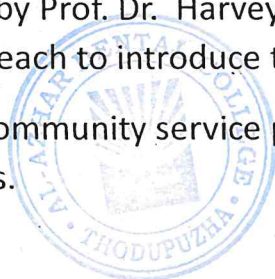 by Prof. Dr. Harvey
each to introduce t
ommunity service p
s.
AL-AZHAR DENTAL COLLEGE
THODUPUZHA